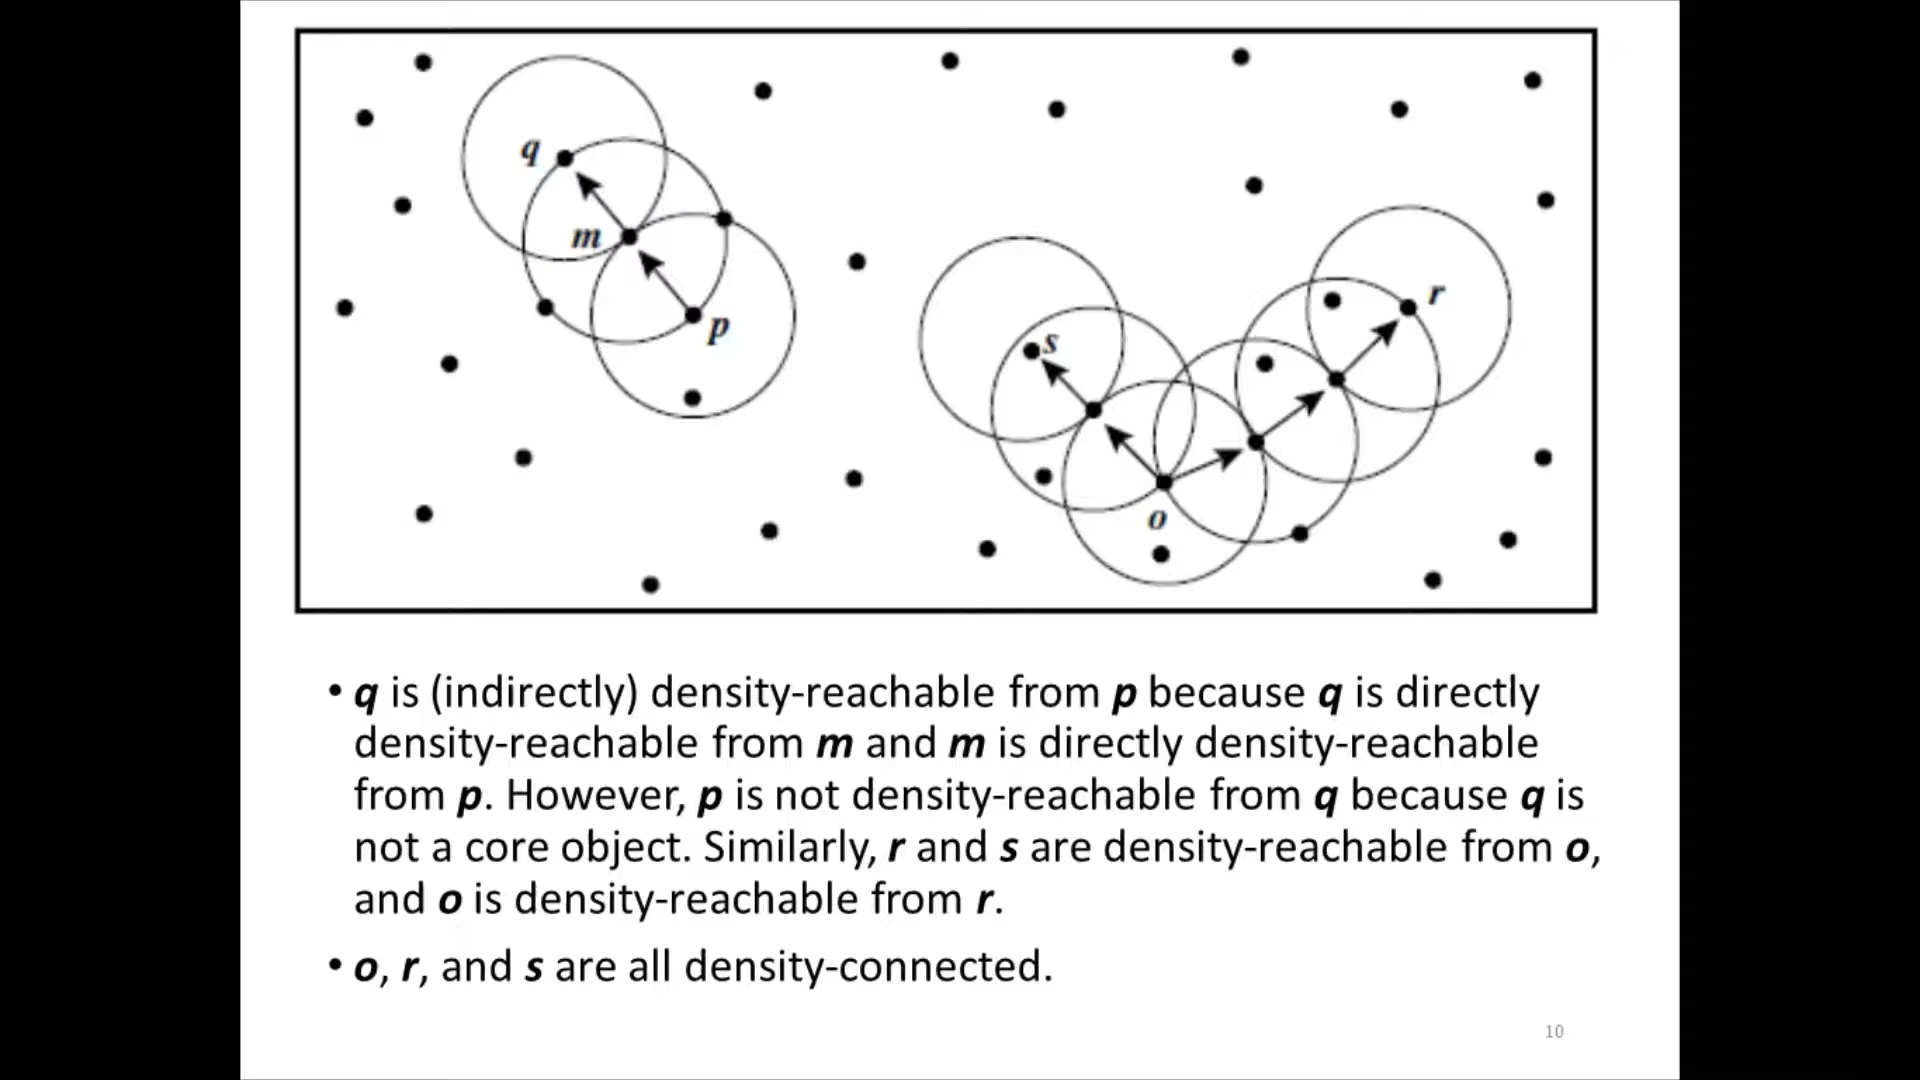 q
m
p
s
r
o
• q is (indirectly) density-reachable from p because q is directly
density-reachable from m and m is directly density-reachable
from p. However, p is not density-reachable from q because q is
not a core object. Similarly, r and s are density-reachable from o,
and o is density-reachable from r.
• o, r, and s are all density-connected.
10